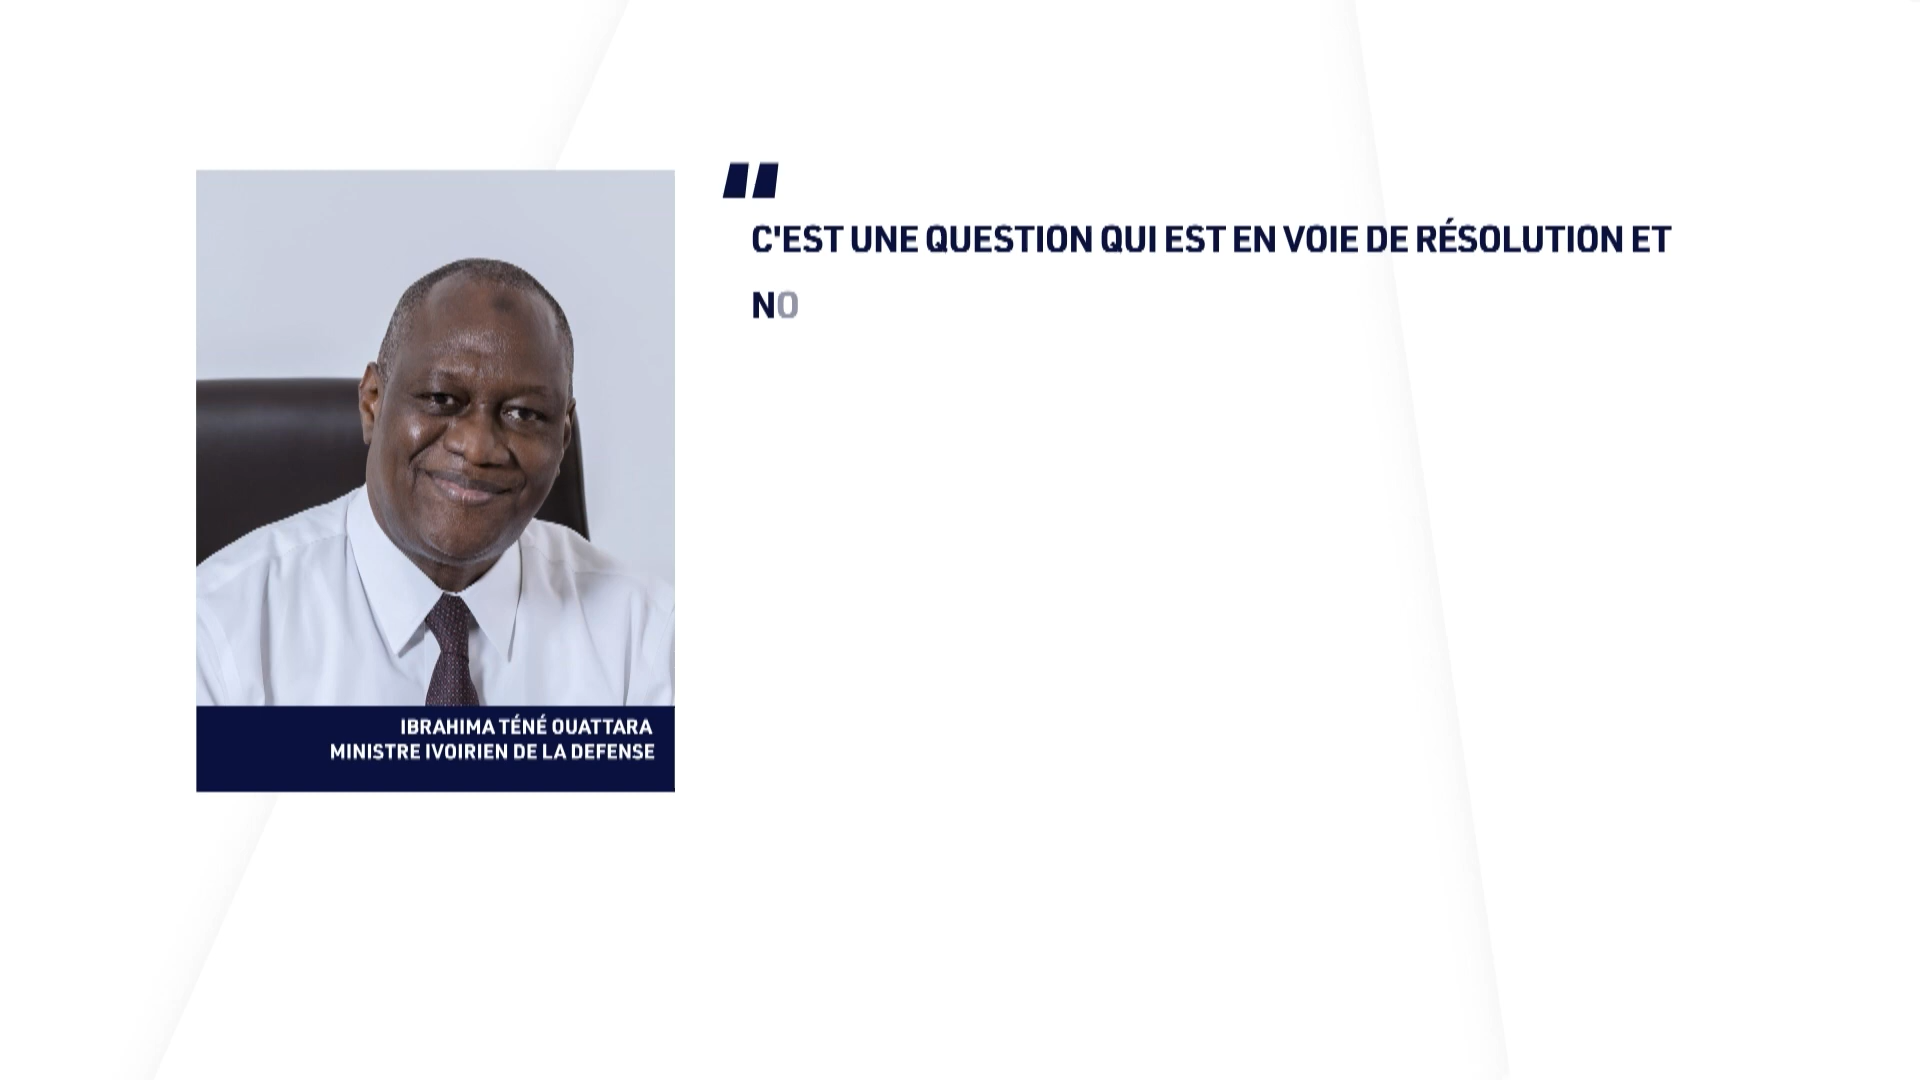 C'EST UNE QUESTION QUI EST EN VOIE DE RÉSOLUTION ET
NO
IBRAHIMA TÉNÉ OUATTARA
MINISTRE IVOIRIEN DE LA DEFENSE